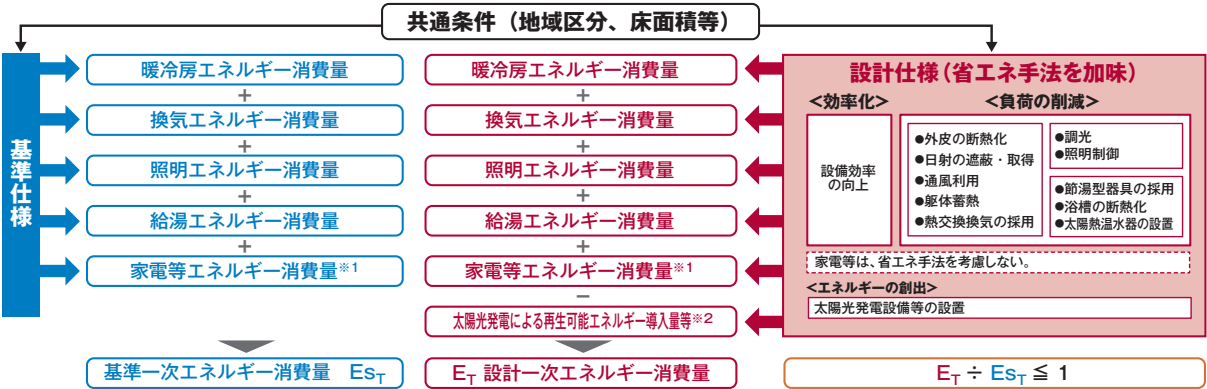 共通条件（地域区分、床面積等）
基準仕様
暖冷房エネルギー消費量
+
換気エネルギー消費量
+
照明エネルギー消費量
+
給湯エネルギー消費量
+
家電等エネルギー消費量※1
基準一次エネルギー消費量 EsT
暖冷房エネルギー消費量
+
換気エネルギー消費量
+
照明エネルギー消費量
+
給湯エネルギー消費量
+
家電等エネルギー消費量※1
−
太陽光発電による再生可能エネルギー導入量等※2
ET 設計一次エネルギー消費量
設計仕様（省エネ手法を加味）
＜効率化＞
設備効率
の向上
＜負荷の削減＞
●外皮の断熱化
●日射の遮蔽・取得
●通風利用
●躯体蓄熱
●熱交換換気の採用
●調光
●照明制御
●節湯型器具の採用
●浴槽の断熱化
●太陽熱温水器の設置
家電等は、省エネ手法を考慮しない。
＜エネルギーの創出＞
太陽光発電設備等の設置
ET ÷ EsT ≦ 1